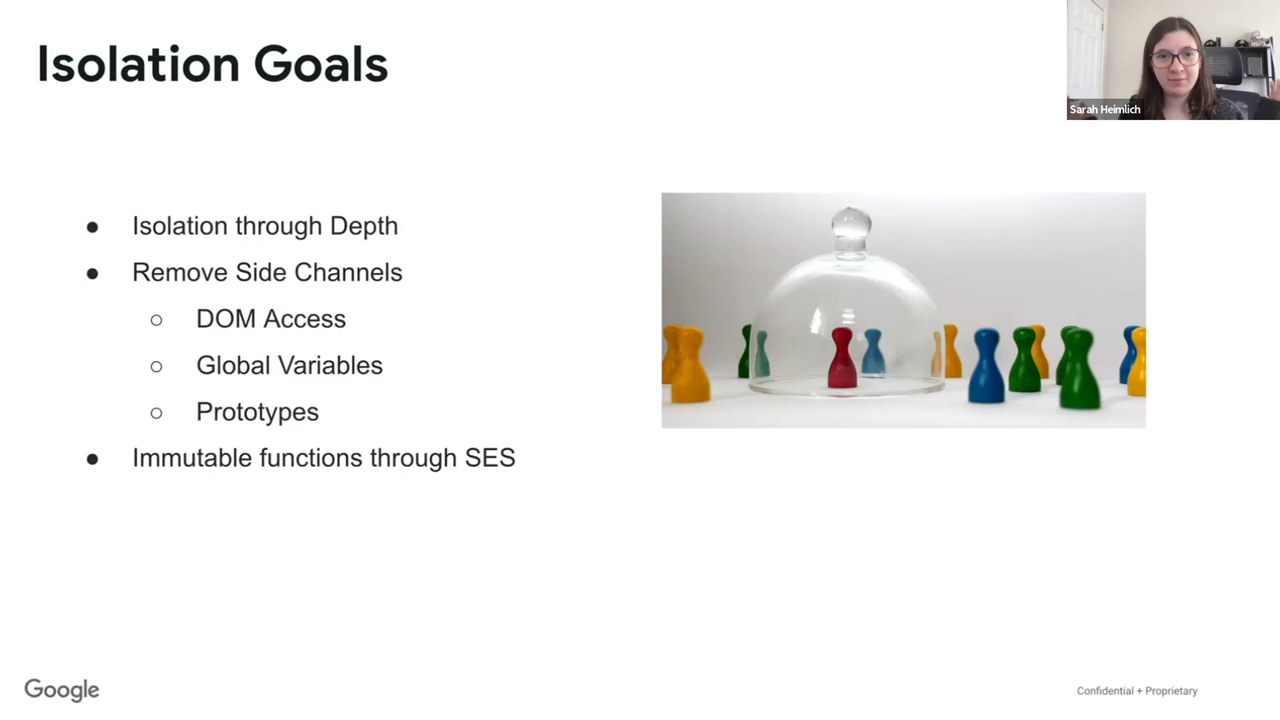 Isolation Goals
Sarah Heimlich
● Isolation through Depth
● Remove Side Channels
○ DOM Access
○ Global Variables
○ Prototypes
● Immutable functions through SES
Google
Confidential + Proprietary